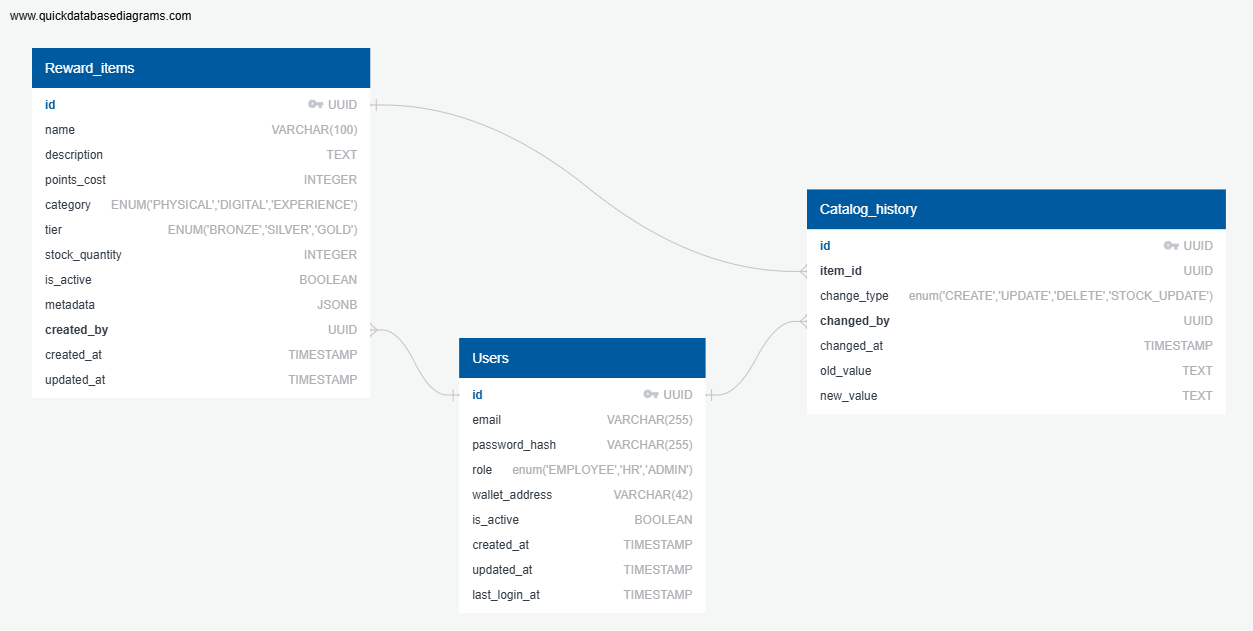 www.quickdatabasediagrams.com
Reward_items
id UUID
name VARCHAR(100)
description TEXT
points_cost INTEGER
category ENUM('PHYSICAL','DIGITAL','EXPERIENCE')
tier ENUM('BRONZE','SILVER','GOLD')
stock_quantity INTEGER
is_active BOOLEAN
metadata JSONB
created_by UUID
created_at TIMESTAMP
updated_at TIMESTAMP
Users
id UUID
email VARCHAR(255)
password_hash VARCHAR(255)
role enum('EMPLOYEE','HR','ADMIN')
wallet_address VARCHAR(42)
is_active BOOLEAN
created_at TIMESTAMP
updated_at TIMESTAMP
last_login_at TIMESTAMP
Catalog_history
id UUID
item_id UUID
change_type enum('CREATE','UPDATE','DELETE','STOCK_UPDATE')
changed_by UUID
changed_at TIMESTAMP
old_value TEXT
new_value TEXT